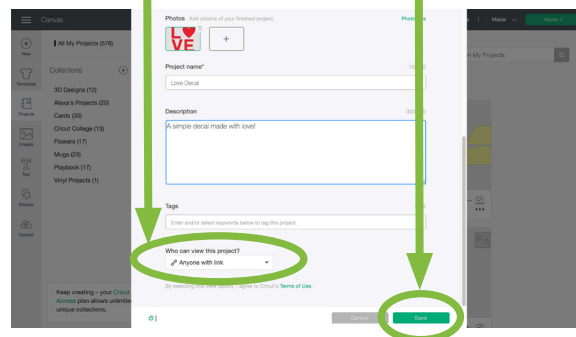 Canvas
Maker
Make It
New
Templates
Projects
Images
Text
Shapes
Upload
All My Projects (578)
Collections
3D Designs (12)
Alexa's Projects (20)
Cards (30)
Cricut College (13)
Flowers (17)
Mugs (25)
Playbook (17)
Vinyl Projects (1)
Keep creating – your Cricut
Access plan allows unlimited
unique collections.
Photos Add photos of your finished project.
LOVE
Project name*
Love Decal
Description
A simple decal made with love!
Tags
Enter and/or select keywords below to tag this project.
Who can view this project?
Anyone with link
By selecting this view option, I agree to Cricut's Terms of Use.
Cancel
Save
My Projects